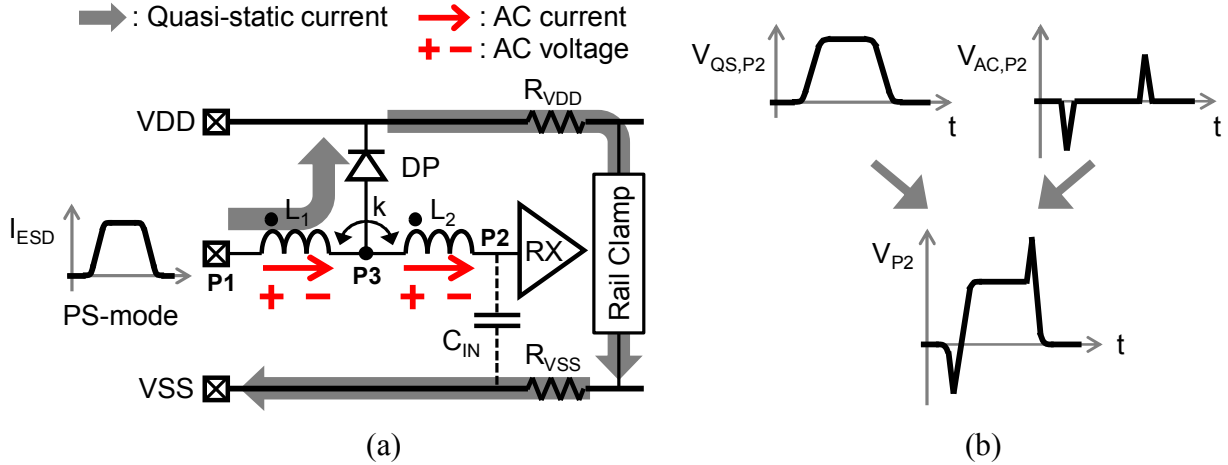 : Quasi-static current
: AC current
+ − : AC voltage
VDD
R_VDD
DP
I_ESD
L_1
k
L_2
P1
P3
P2
RX
Rail Clamp
+ −
+ −
PS-mode
C_IN
R_VSS
VSS
(a)
V_QS,P2
t
V_AC,P2
t
V_P2
t
(b)